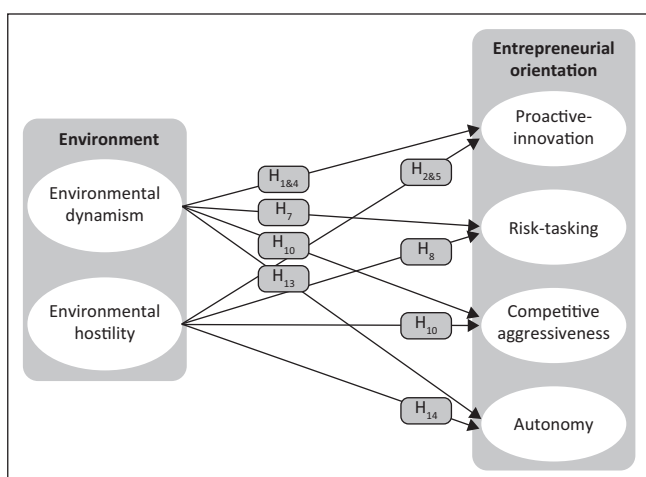 Entrepreneurial
orientation
Environment
Proactive-
innovation
Environmental
dynamism
H1&4
H2&5
H7
Risk-tasking
H10
H8
H13
Environmental
hostility
Competitive
aggressiveness
H10
H14
Autonomy